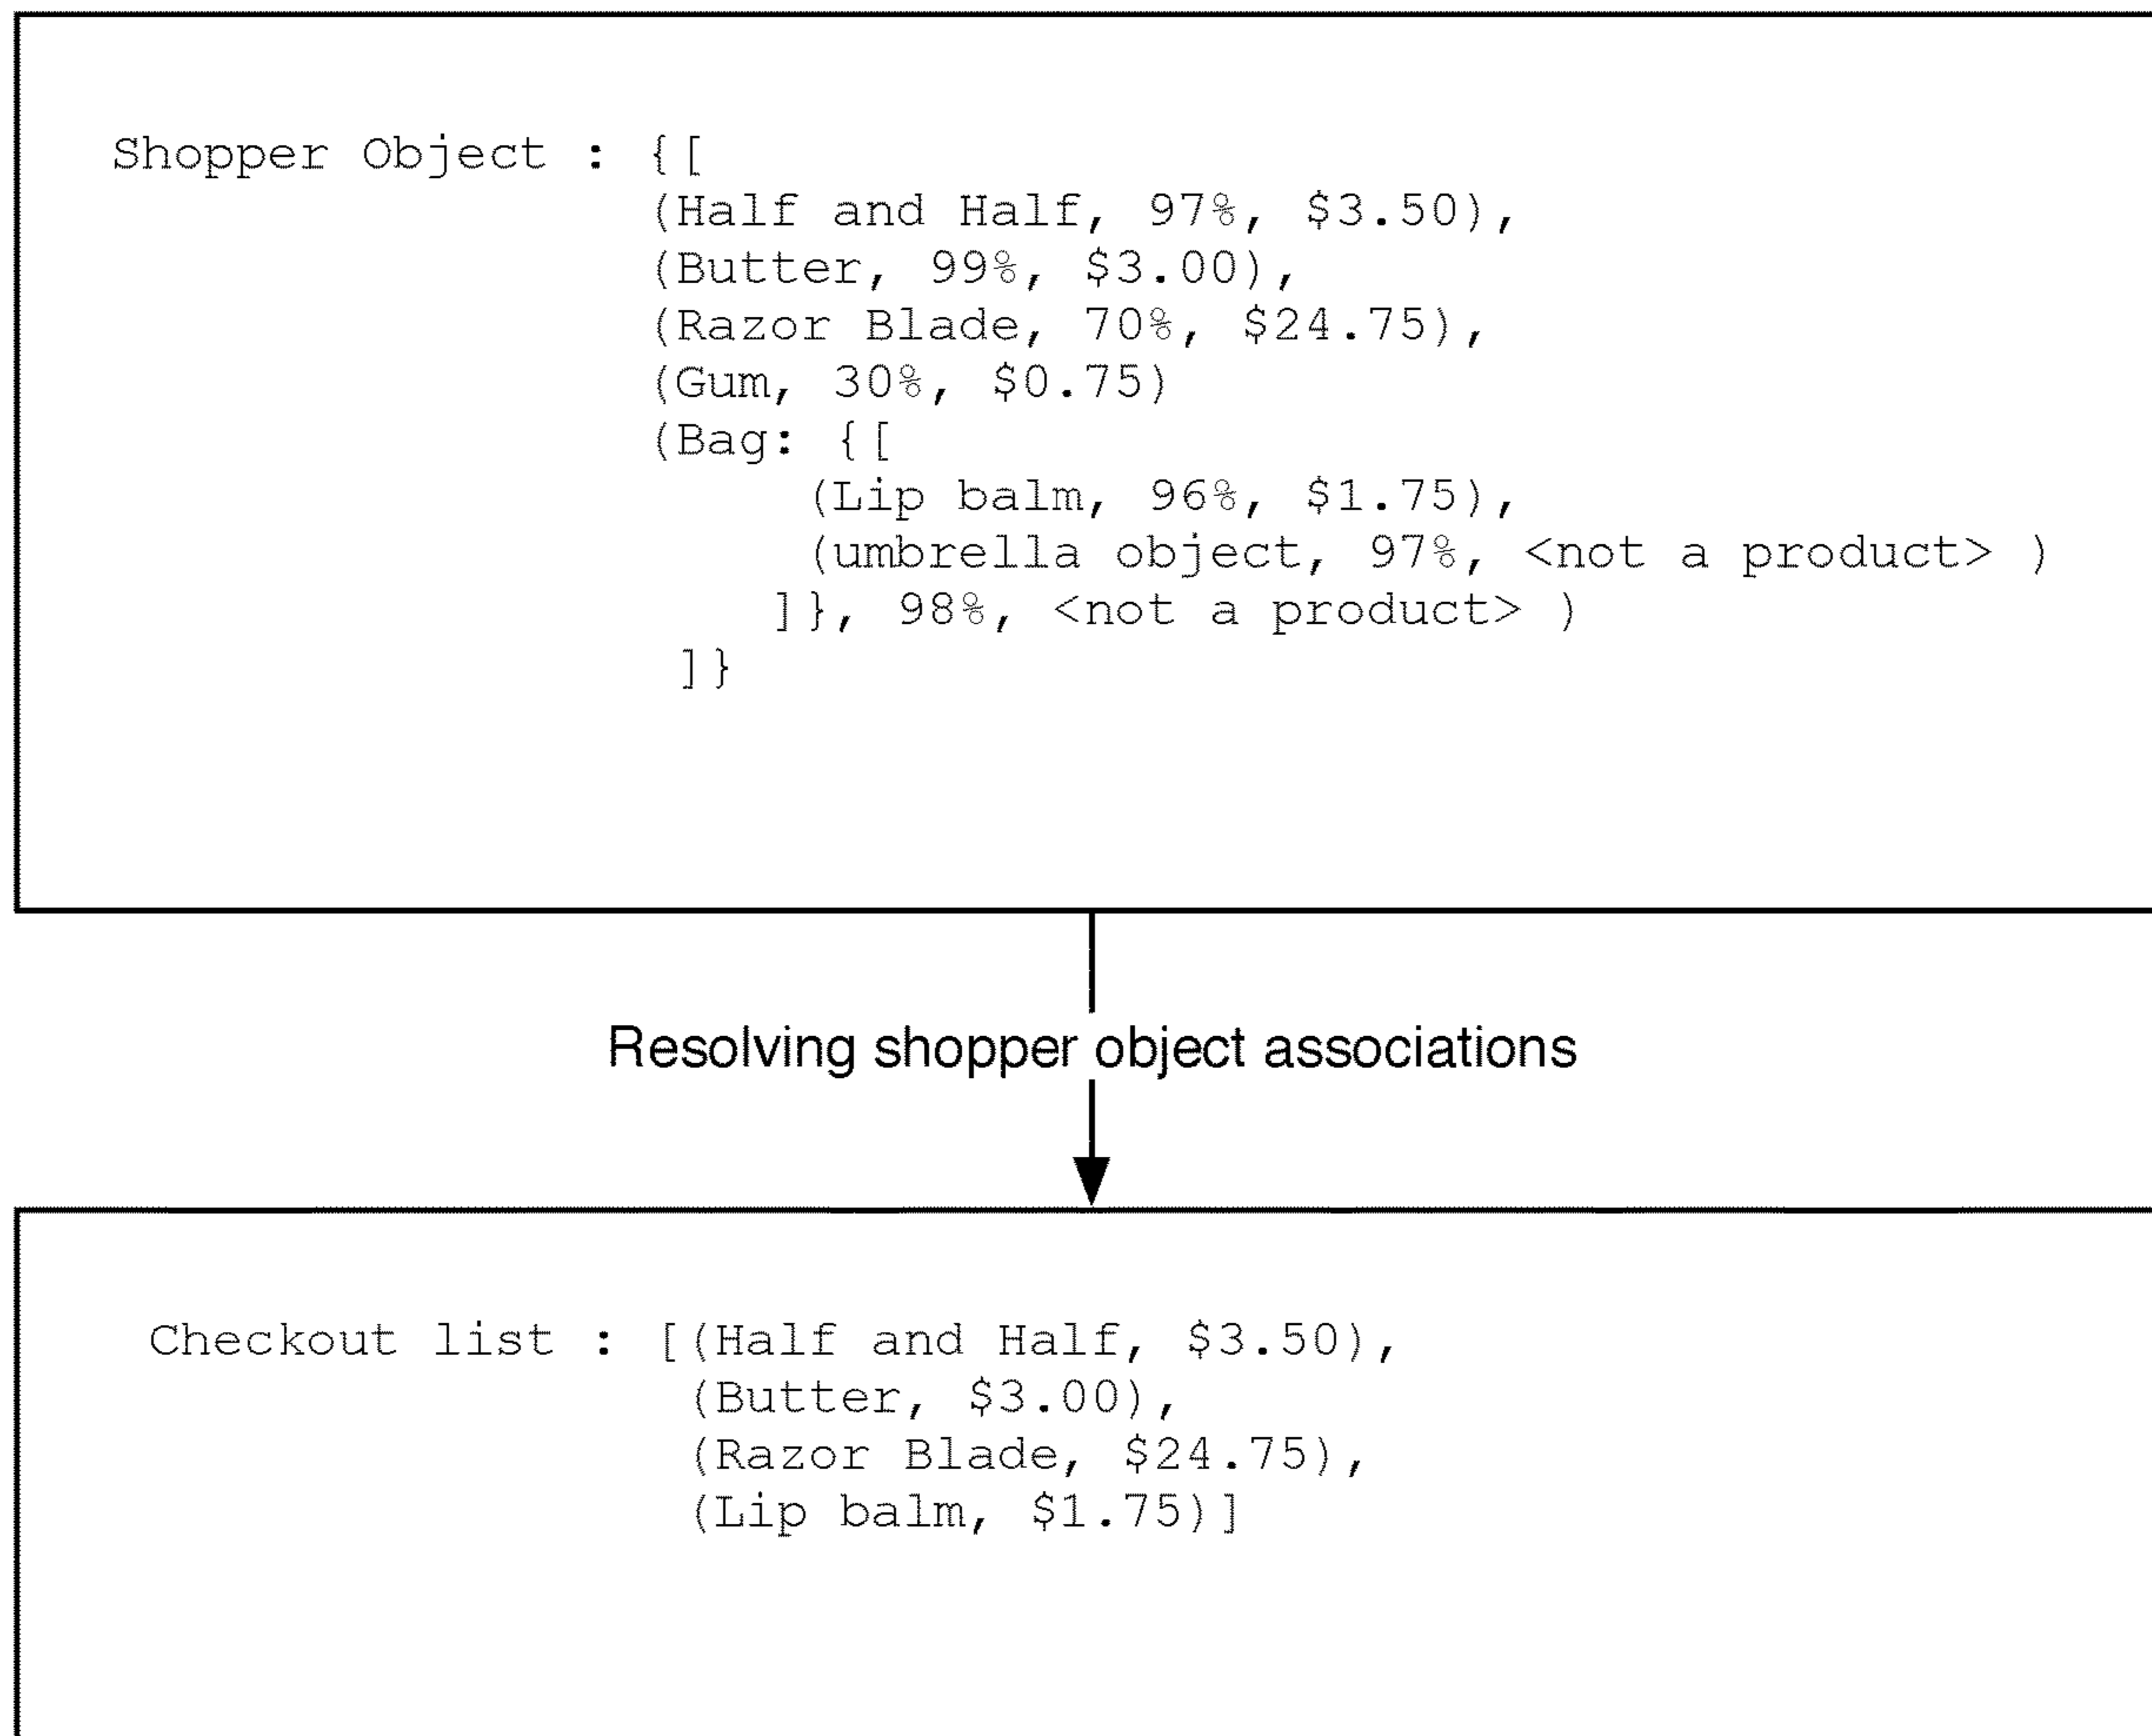 Shopper Object : {[
(Half and Half, 97%, $3.50),
(Butter, 99%, $3.00),
(Razor Blade, 70%, $24.75),
(Gum, 30%, $0.75)
(Bag: {[
(Lip balm, 96%, $1.75),
(umbrella object, 97%, <not a product> )
]}, 98%, <not a product> )
]}
Resolving shopper object associations
Checkout list : [(Half and Half, $3.50),
(Butter, $3.00),
(Razor Blade, $24.75),
(Lip balm, $1.75)]